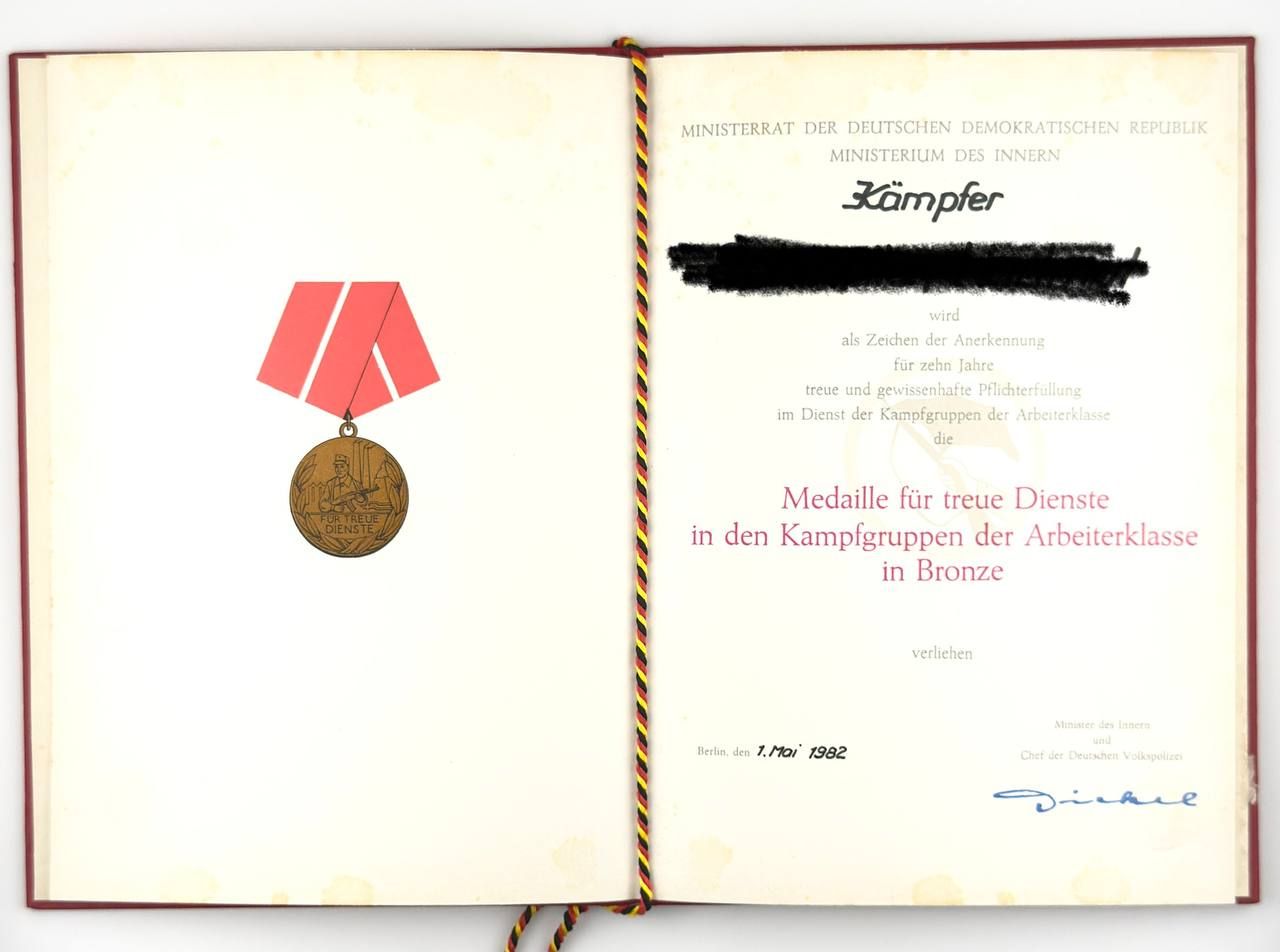 FÜR TREUE
DIENSTE
MINISTERRAT DER DEUTSCHEN DEMOKRATISCHEN REPUBLIK
MINISTERIUM DES INNERN
Kämpfer
wird
als Zeichen der Anerkennung
für zehn Jahre
treue und gewissenhafte Pflichterfüllung
im Dienst der Kampfgruppen der Arbeiterklasse
die
Medaille für treue Dienste
in den Kampfgruppen der Arbeiterklasse
in Bronze
verliehen
Minister des Innern
und
Chef der Deutschen Volkspolizei
Berlin, den 1. Mai 1982
Dickel